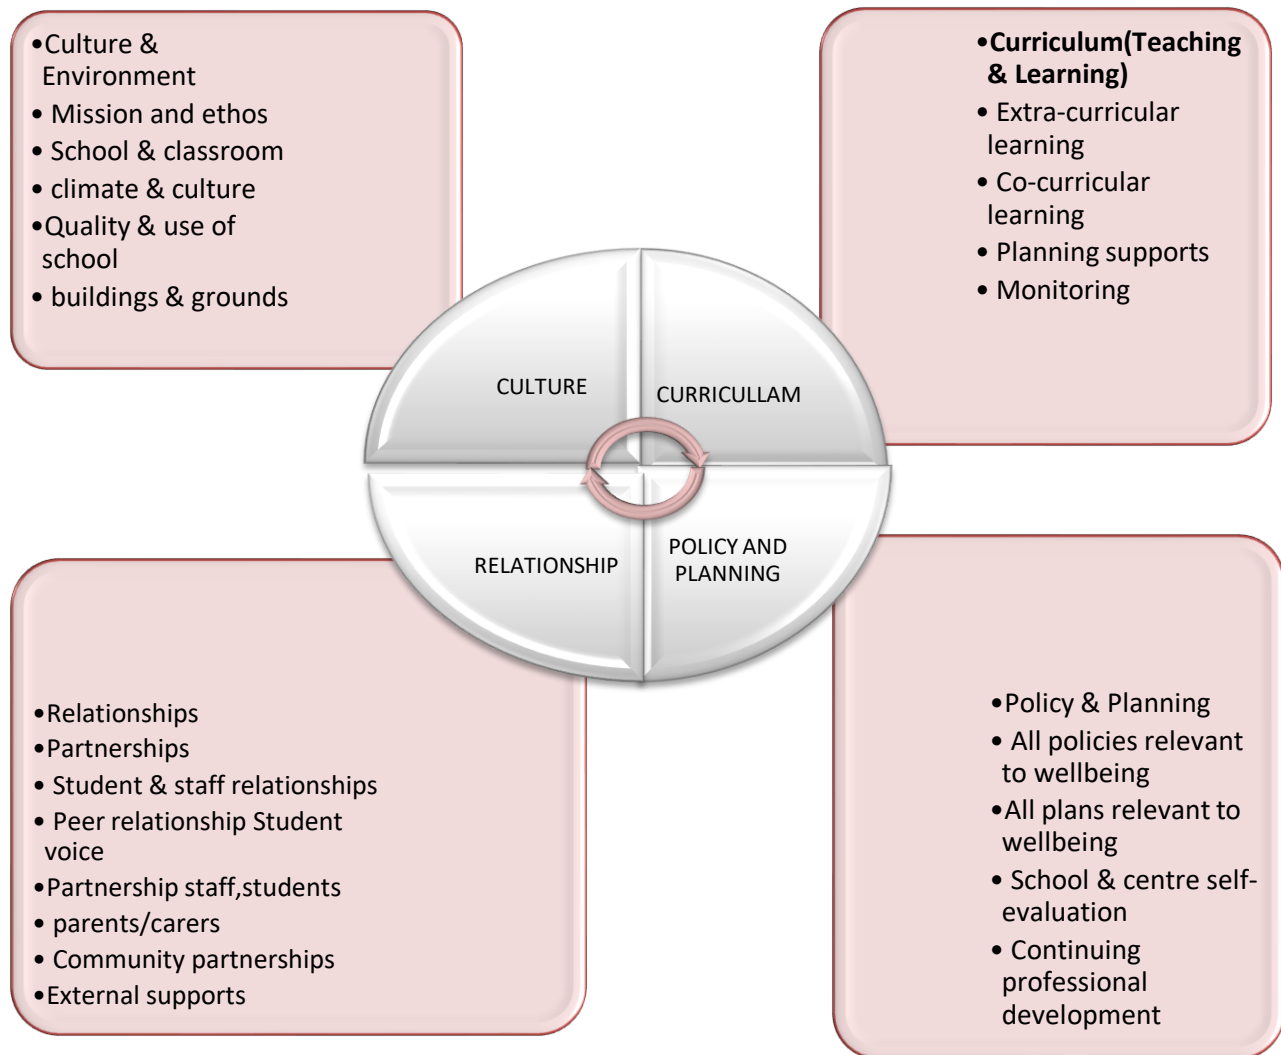 •Culture &
Environment
• Mission and ethos
• School & classroom
• climate & culture
•Quality & use of
school
• buildings & grounds
•Curriculum(Teaching
& Learning)
• Extra-curricular
learning
• Co-curricular
learning
• Planning supports
• Monitoring
CULTURE
CURRICULLAM
RELATIONSHIP
POLICY AND
PLANNING
•Relationships
•Partnerships
• Student & staff relationships
• Peer relationship Student
voice
•Partnership staff,students
• parents/carers
• Community partnerships
•External supports
•Policy & Planning
• All policies relevant
to wellbeing
•All plans relevant to
wellbeing
• School & centre self-
evaluation
• Continuing
professional
development